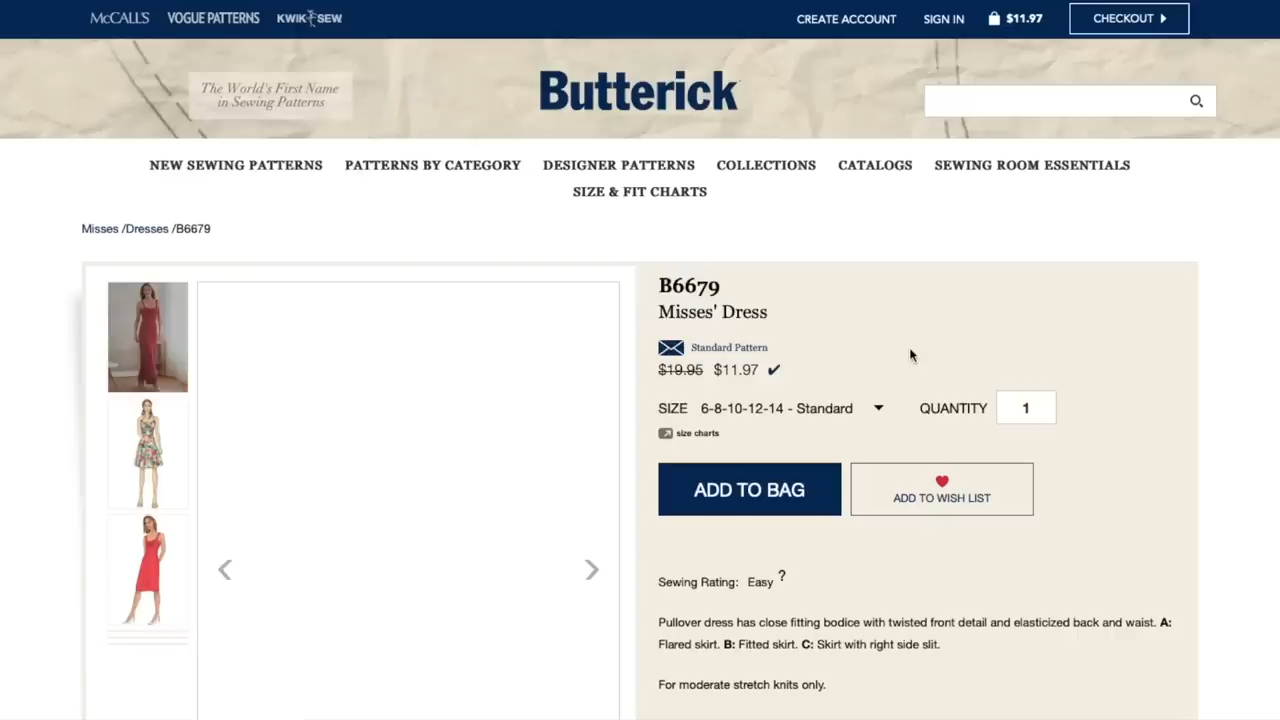 McCALL'S VOGUE PATTERNS KWIK SEW CREATE ACCOUNT SIGN IN $11.97 CHECKOUT
The World's First Name
in Sewing Patterns
Butterick
NEW SEWING PATTERNS PATTERNS BY CATEGORY DESIGNER PATTERNS COLLECTIONS CATALOGS SEWING ROOM ESSENTIALS
SIZE & FIT CHARTS
Misses /Dresses /B6679
B6679
Misses' Dress
Standard Pattern
$19.95 $11.97 ✔
SIZE 6-8-10-12-14 - Standard QUANTITY 1
size charts
ADD TO BAG
ADD TO WISH LIST
Sewing Rating: Easy ?
Pullover dress has close fitting bodice with twisted front detail and elasticized back and waist. A:
Flared skirt. B: Fitted skirt. C: Skirt with right side slit.
For moderate stretch knits only.